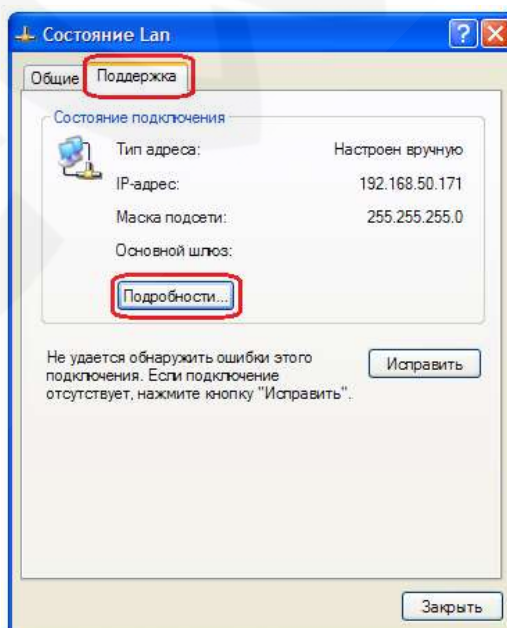 Состояние Lan
Общие Поддержка
Состояние подключения
Тип адреса: Настроен вручную
IP-адрес: 192.168.50.171
Маска подсети: 255.255.255.0
Основной шлюз:
Подробности...
Не удается обнаружить ошибки этого
подключения. Если подключение
отсутствует, нажмите кнопку "Исправить".
Исправить
Закрыть